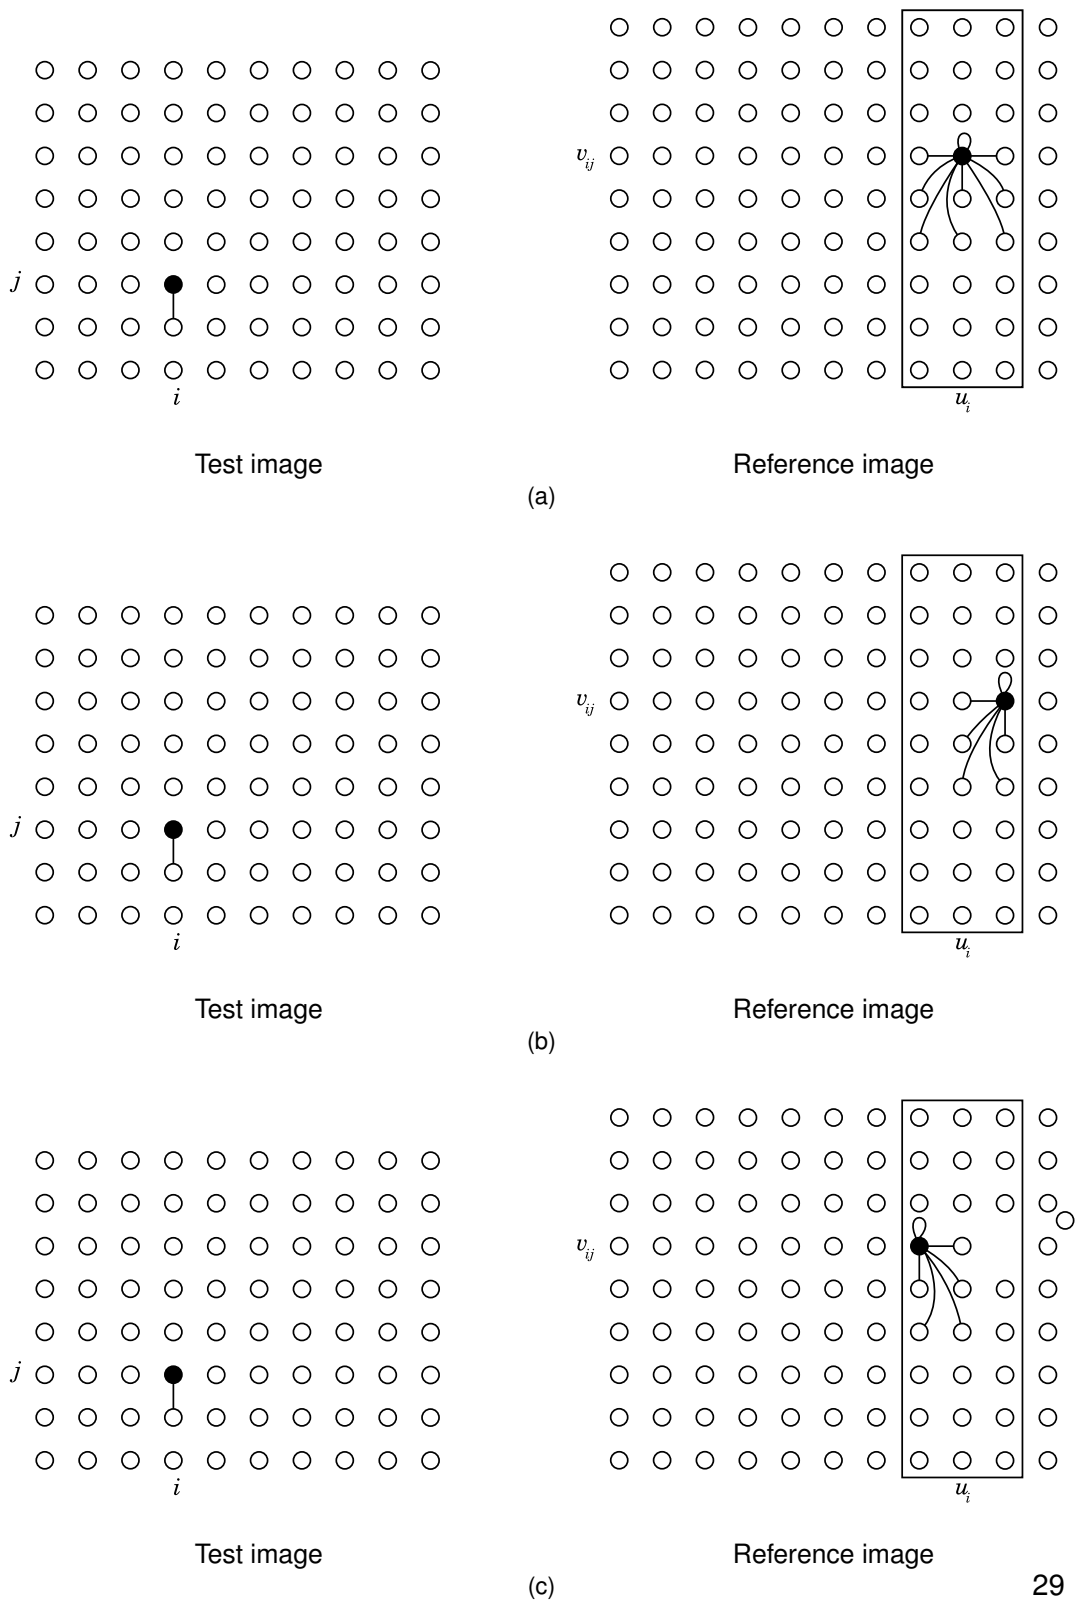 v_ij
j
i u_i
Test image Reference image
(a)
v_ij
j
i u_i
Test image Reference image
(b)
v_ij
j
i u_i
Test image Reference image
(c) 29